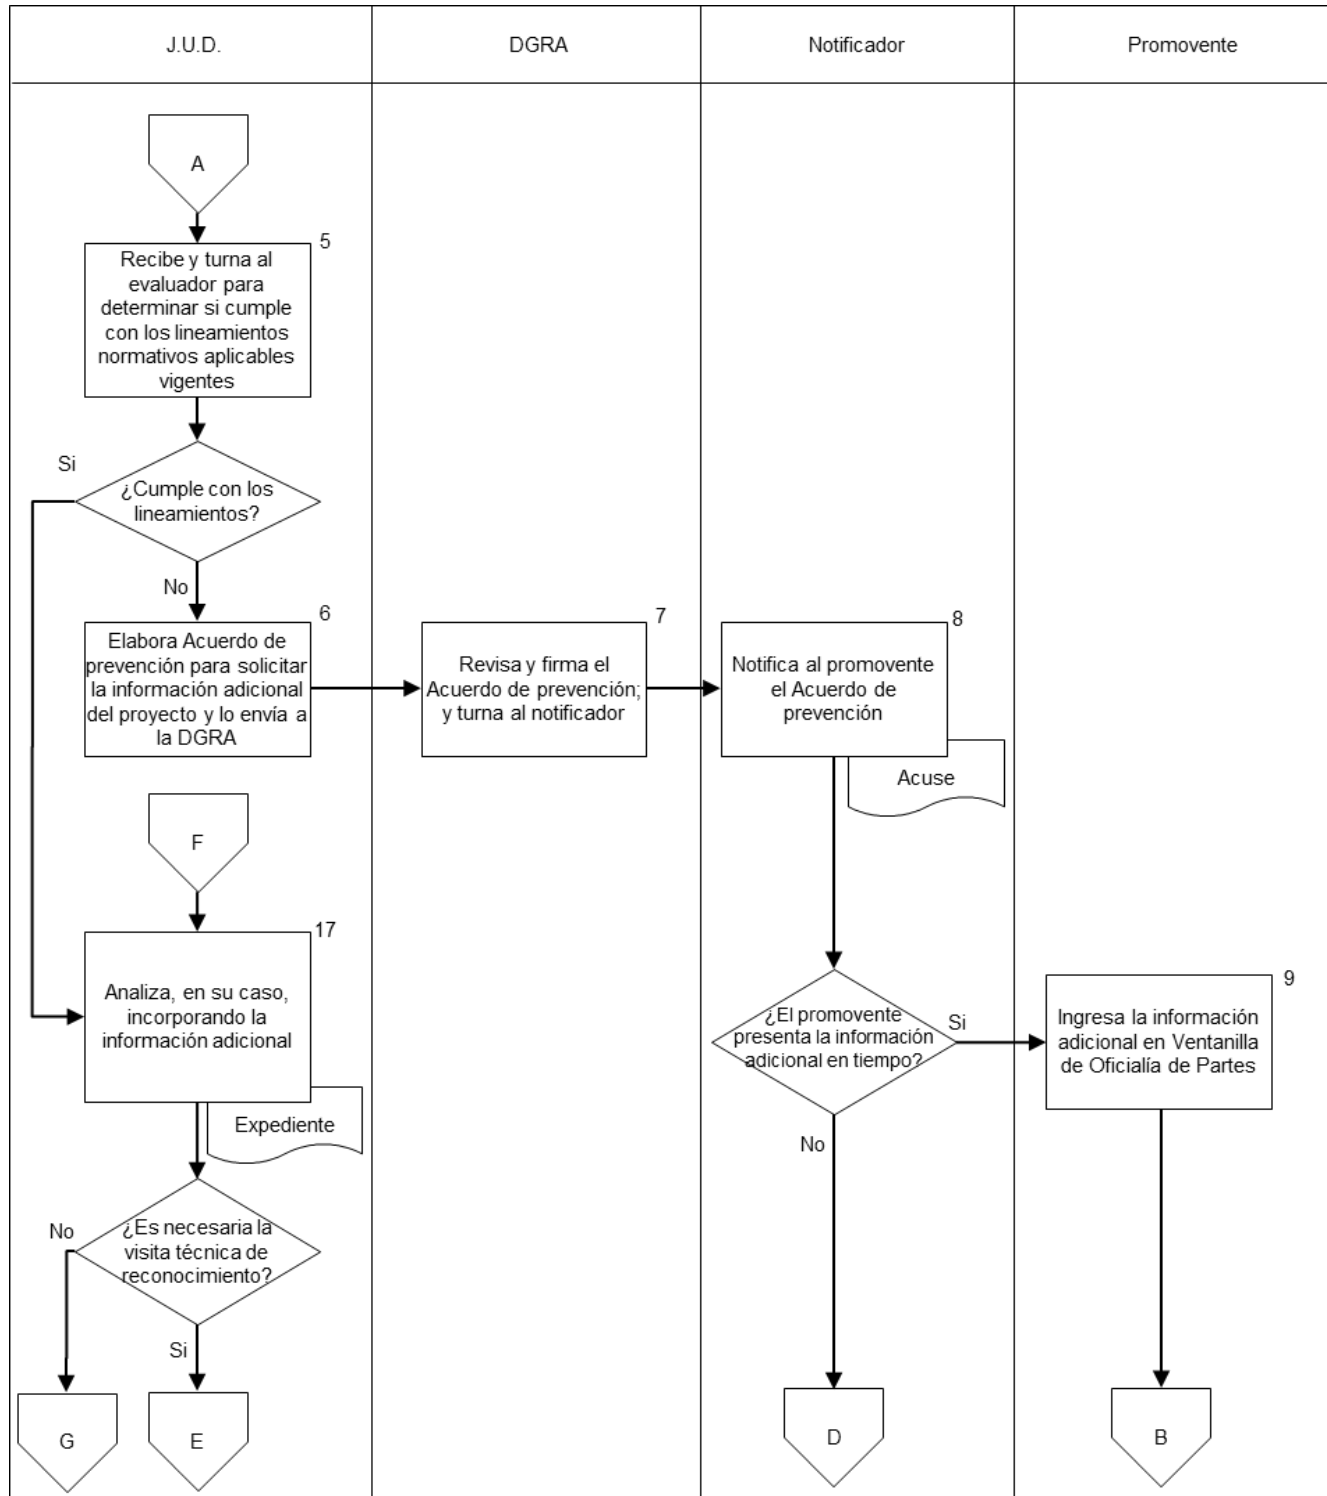 J.U.D.
DGRA
Notificador
Promovente
A
5
Recibe y turna al
evaluador para
determinar si cumple
con los lineamientos
normativos aplicables
vigentes
Si
¿Cumple con los
lineamientos?
No
6
Elabora Acuerdo de
prevención para solicitar
la información adicional
del proyecto y lo envía a
la DGRA
7
Revisa y firma el
Acuerdo de prevención;
y turna al notificador
8
Notifica al promovente
el Acuerdo de
prevención
Acuse
F
17
Analiza, en su caso,
incorporando la
información adicional
Expediente
¿El promovente
presenta la información
adicional en tiempo?
Si
No
9
Ingresa la información
adicional en Ventanilla
de Oficialía de Partes
No
¿Es necesaria la
visita técnica de
reconocimiento?
Si
G
E
D
B